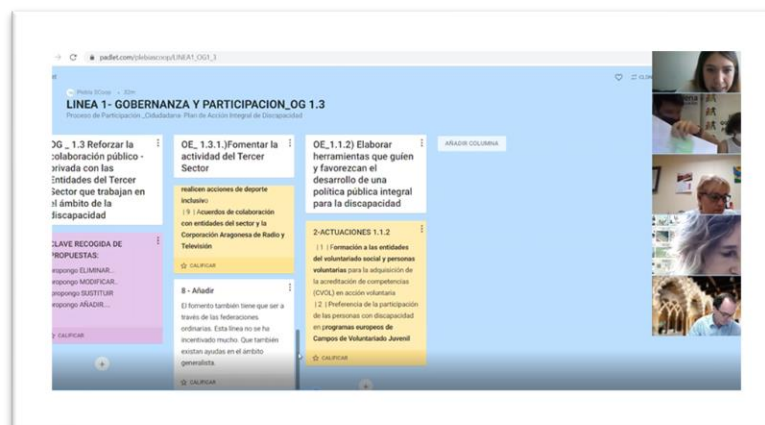 padlet.com/plebiascoop/LINEA1_OG1_3
LINEA 1- GOBERNANZA Y PARTICIPACION_OG 1.3
Proceso de Participación _Ciudadana- Plan de Acción Integral de Discapacidad
OG _ 1.3 Reforzar la
colaboración público -
privada con las
Entidades del Tercer
Sector que trabajan en
el ámbito de la
discapacidad
CLAVE RECOGIDA DE
PROPUESTAS:
propongo ELIMINAR...
propongo MODIFICAR..
propongo SUSTITUIR
propongo AÑADIR....
CALIFICAR
OE_ 1.3.1.)Fomentar la
actividad del Tercer
Sector
realicen acciones de deporte
inclusivo
| 9 | Acuerdos de colaboración
con entidades del sector y la
Corporación Aragonesa de Radio y
Televisión
CALIFICAR
8 - Añadir
El fomento también tiene que ser a
través de las federaciones
ordinarias. Esta línea no se ha
incentivado mucho. Que también
existan ayudas en el ámbito
generalista.
CALIFICAR
OE_1.1.2) Elaborar
herramientas que guíen
y favorezcan el
desarrollo de una
política pública integral
para la discapacidad
2-ACTUACIONES 1.1.2
| 1 | Formación a las entidades
del voluntariado social y personas
voluntarias para la adquisición de
la acreditación de competencias
(CVOL) en acción voluntaria
| 2 | Preferencia de la participación
de las personas con discapacidad
en programas europeos de
Campos de Voluntariado Juvenil
CALIFICAR
AÑADIR COLUMNA